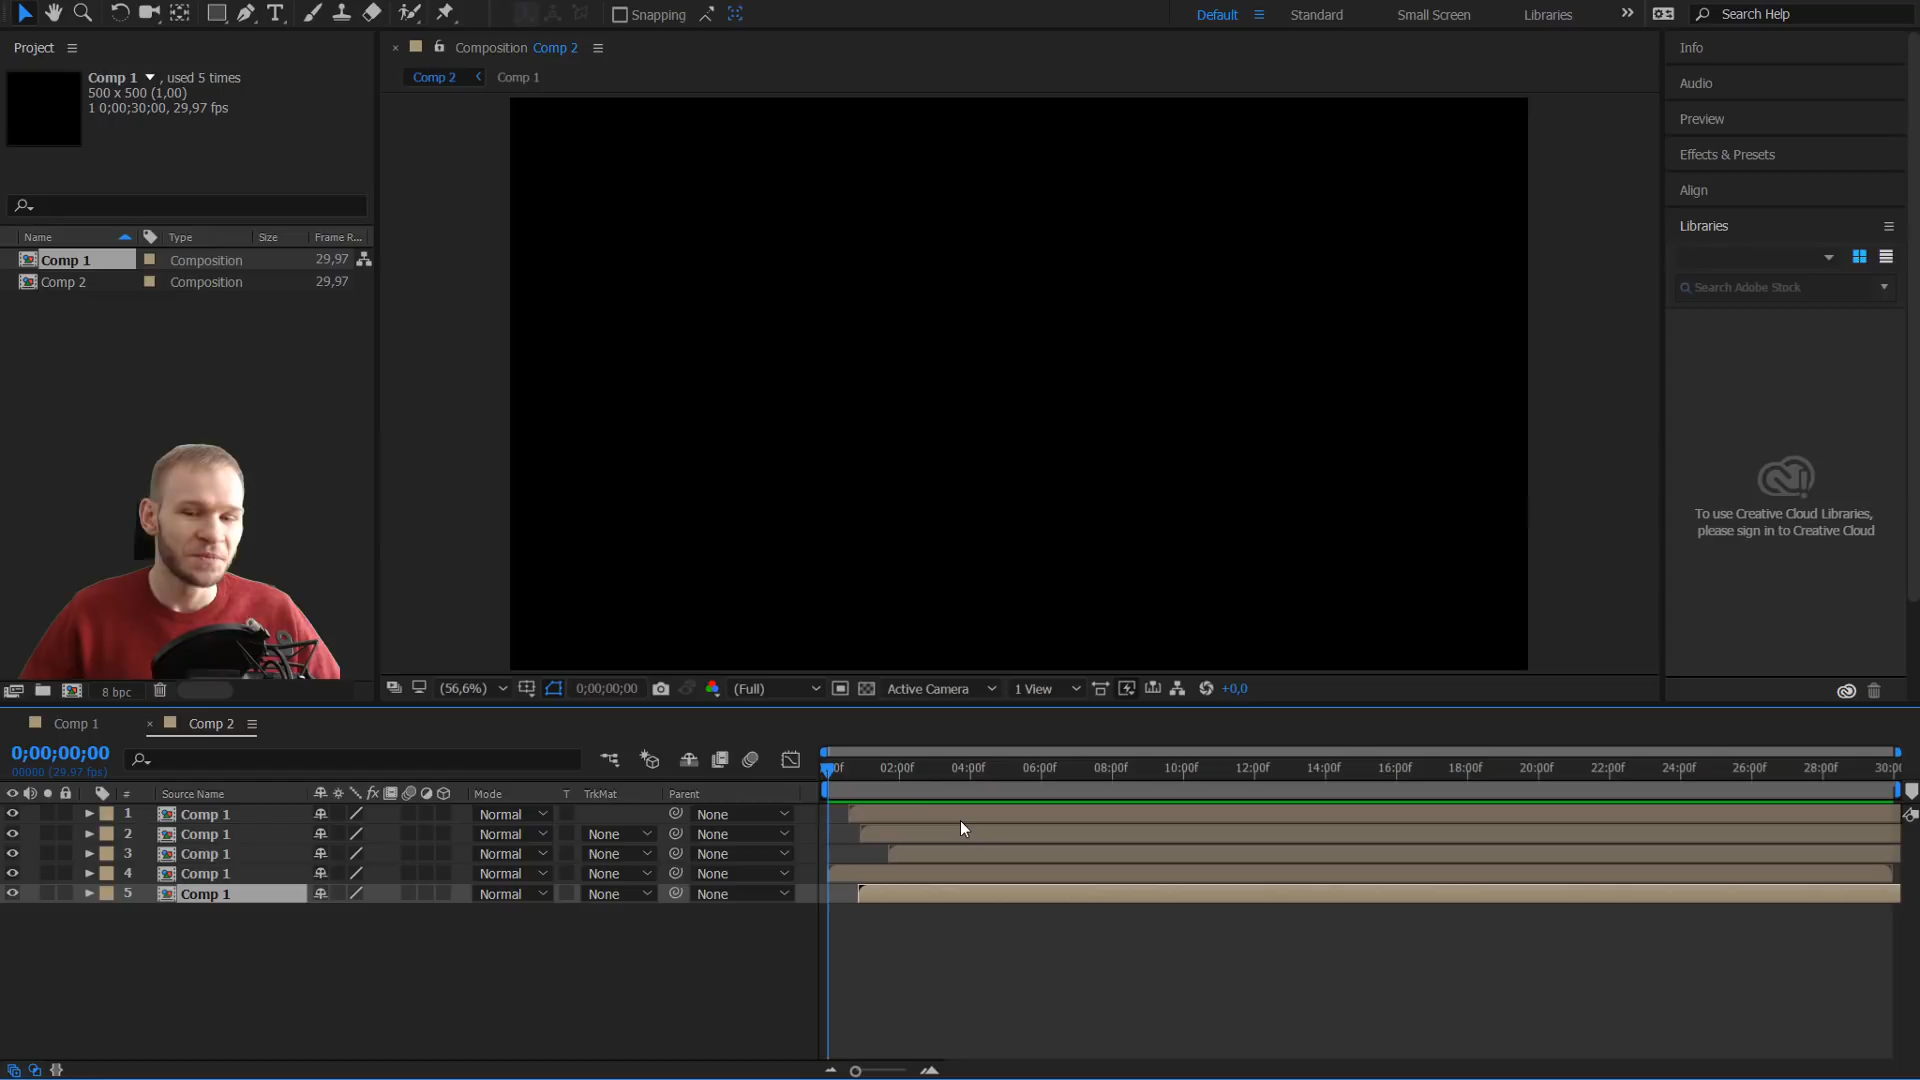 Snapping
Default
Standard
Small Screen
Libraries
Search Help
Project
Composition Comp 2
Info
Comp 1 , used 5 times
500 x 500 (1,00)
1 0;00;30;00, 29,97 fps
Comp 2
Comp 1
Audio
Preview
Effects & Presets
Align
Libraries
Name
Type
Size
Frame R...
Comp 1
Composition
29,97
Comp 2
Composition
29,97
Search Adobe Stock
To use Creative Cloud Libraries,
please sign in to Creative Cloud
8 bpc
(56,6%)
0;00;00;00
(Full)
Active Camera
1 View
+0,0
Comp 1
Comp 2
0;00;00;00
00000 (29.97 fps)
02:00f 04:00f 06:00f 08:00f 10:00f 12:00f 14:00f 16:00f 18:00f 20:00f 22:00f 24:00f 26:00f 28:00f
# Source Name fx Mode T TrkMat Parent
1 Comp 1 Normal None
2 Comp 1 Normal None None
3 Comp 1 Normal None None
4 Comp 1 Normal None None
5 Comp 1 Normal None None